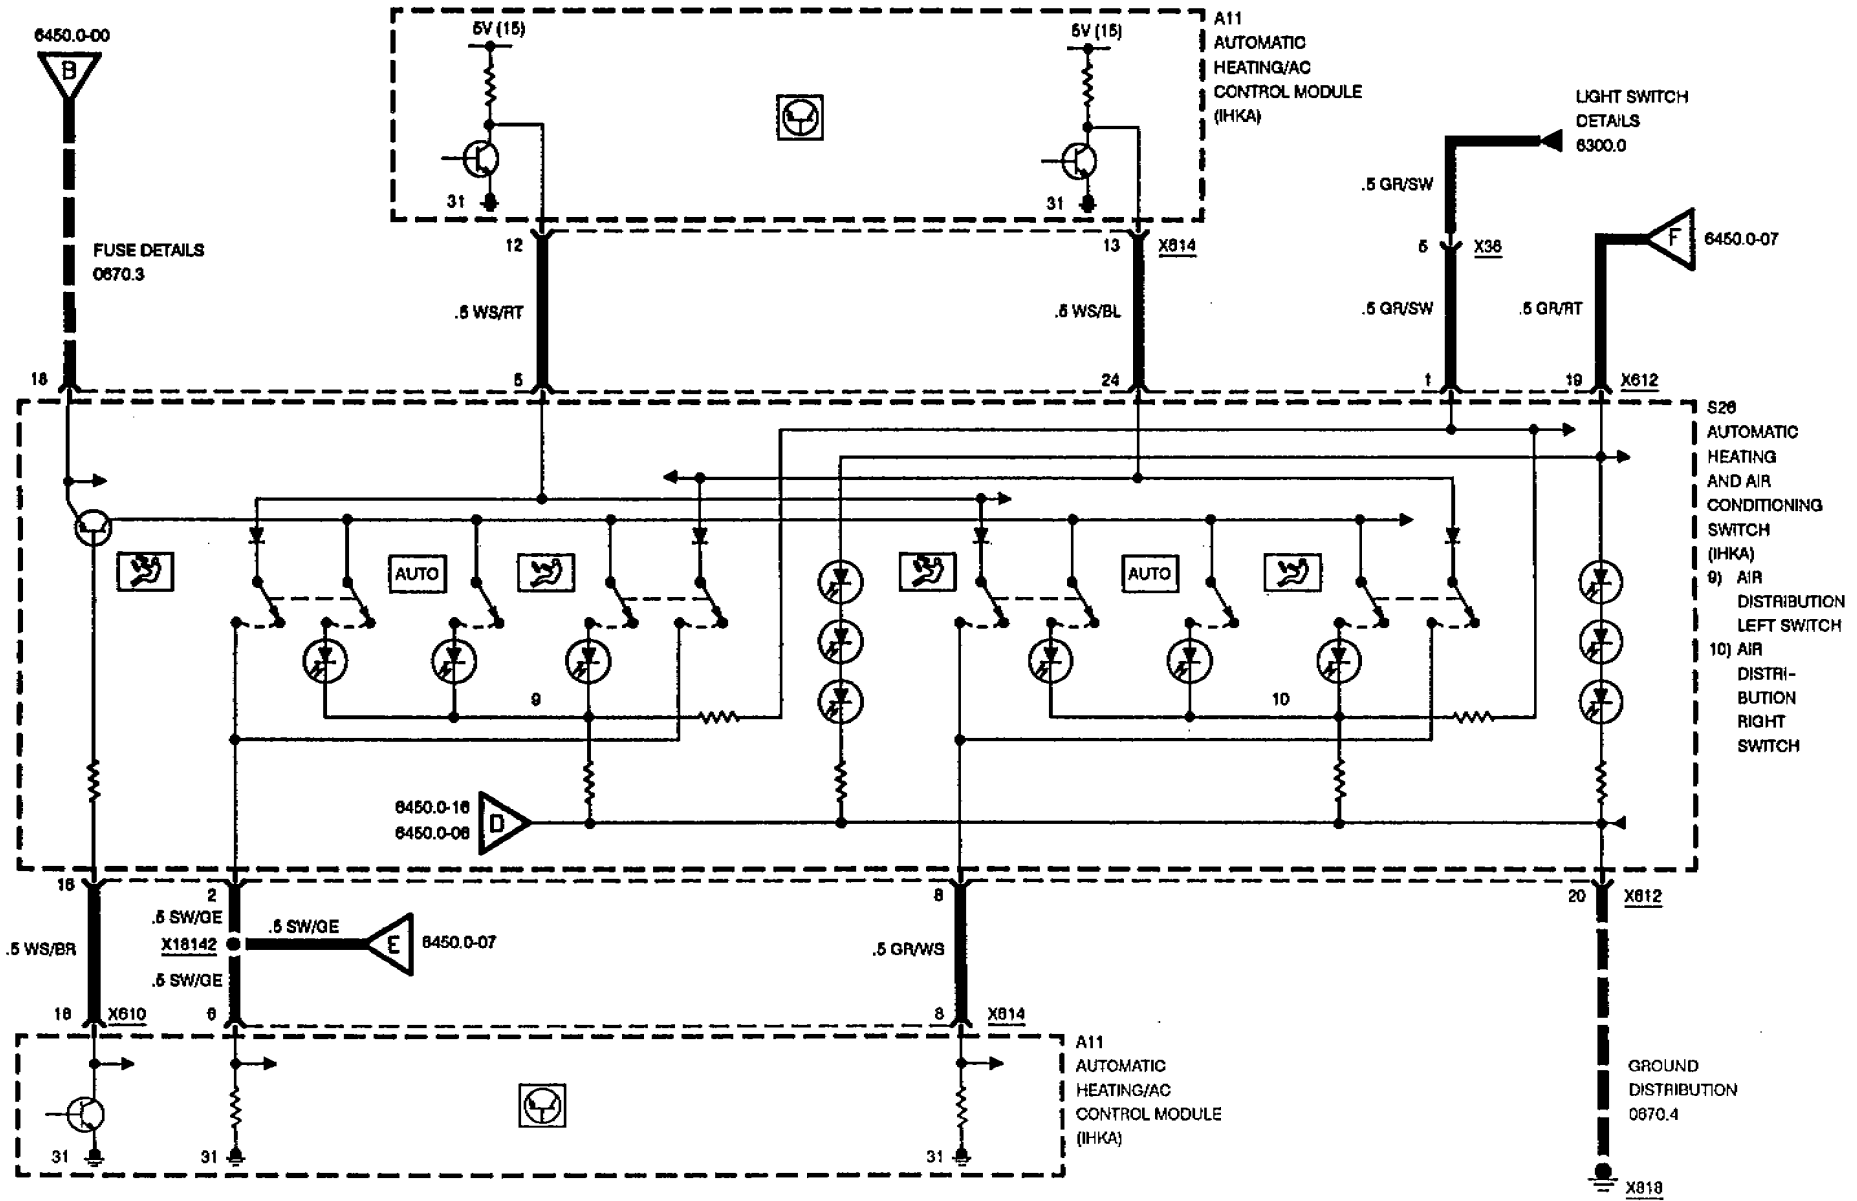 6450.0-00
B
FUSE DETAILS
0670.3
5V (15)
5V (15)
31
31
A11
AUTOMATIC
HEATING/AC
CONTROL MODULE
(IHKA)
LIGHT SWITCH
DETAILS
6300.0
.5 GR/SW
12
13
X614
5
X36
F
6450.0-07
.5 WS/RT
.5 WS/BL
.5 GR/SW
.5 GR/RT
18
5
24
1
19
X612
S26
AUTOMATIC
HEATING
AND AIR
CONDITIONING
SWITCH
(IHKA)
9) AIR
DISTRIBUTION
LEFT SWITCH
10) AIR
DISTRI-
BUTION
RIGHT
SWITCH
AUTO
AUTO
9
10
6450.0-16
6450.0-06
D
16
2
8
20
X612
.5 SW/GE
.5 SW/GE
X18142
E
6450.0-07
.5 WS/BR
.5 GR/WS
.5 SW/GE
18
X610
6
8
X614
31
31
31
A11
AUTOMATIC
HEATING/AC
CONTROL MODULE
(IHKA)
GROUND
DISTRIBUTION
0670.4
X818